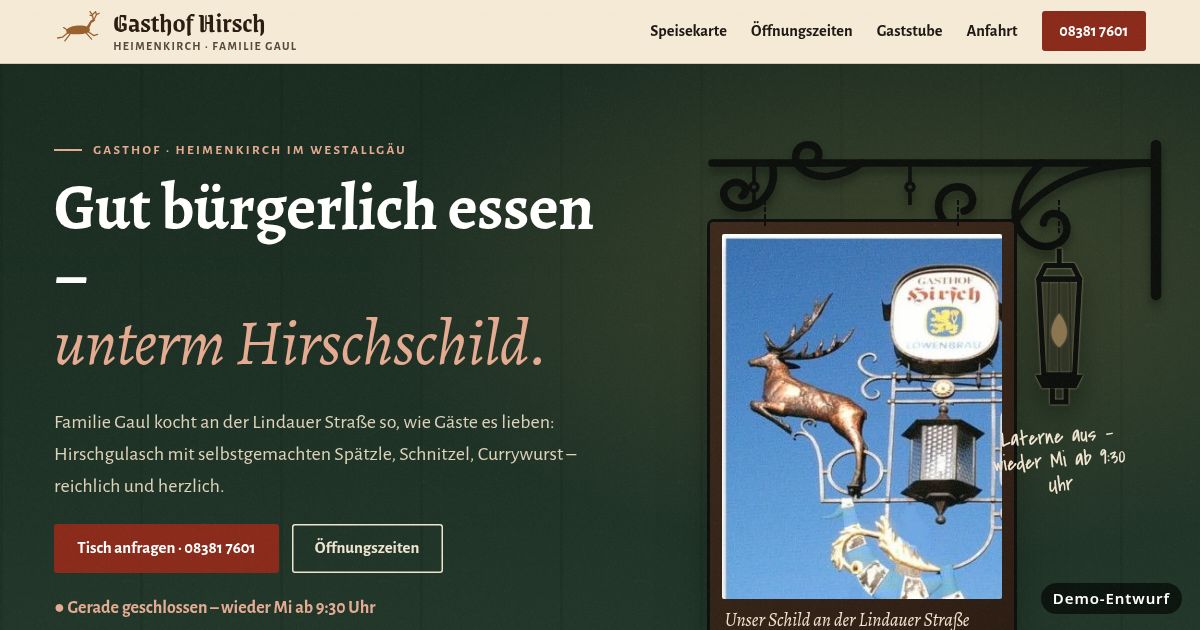 Gasthof Hirsch
HEIMENKIRCH · FAMILIE GAUL
Speisekarte
Öffnungszeiten
Gaststube
Anfahrt
08381 7601
GASTHOF · HEIMENKIRCH IM WESTALLGÄU
Gut bürgerlich essen
–
unterm Hirschschild.
Familie Gaul kocht an der Lindauer Straße so, wie Gäste es lieben:
Hirschgulasch mit selbstgemachten Spätzle, Schnitzel, Currywurst –
reichlich und herzlich.
Tisch anfragen · 08381 7601
Öffnungszeiten
● Gerade geschlossen – wieder Mi ab 9:30 Uhr
GASTHOF
Hirsch
LÖWENBRÄU
Laterne aus –
wieder Mi ab 9:30
Uhr
Unser Schild an der Lindauer Straße
Demo-Entwurf